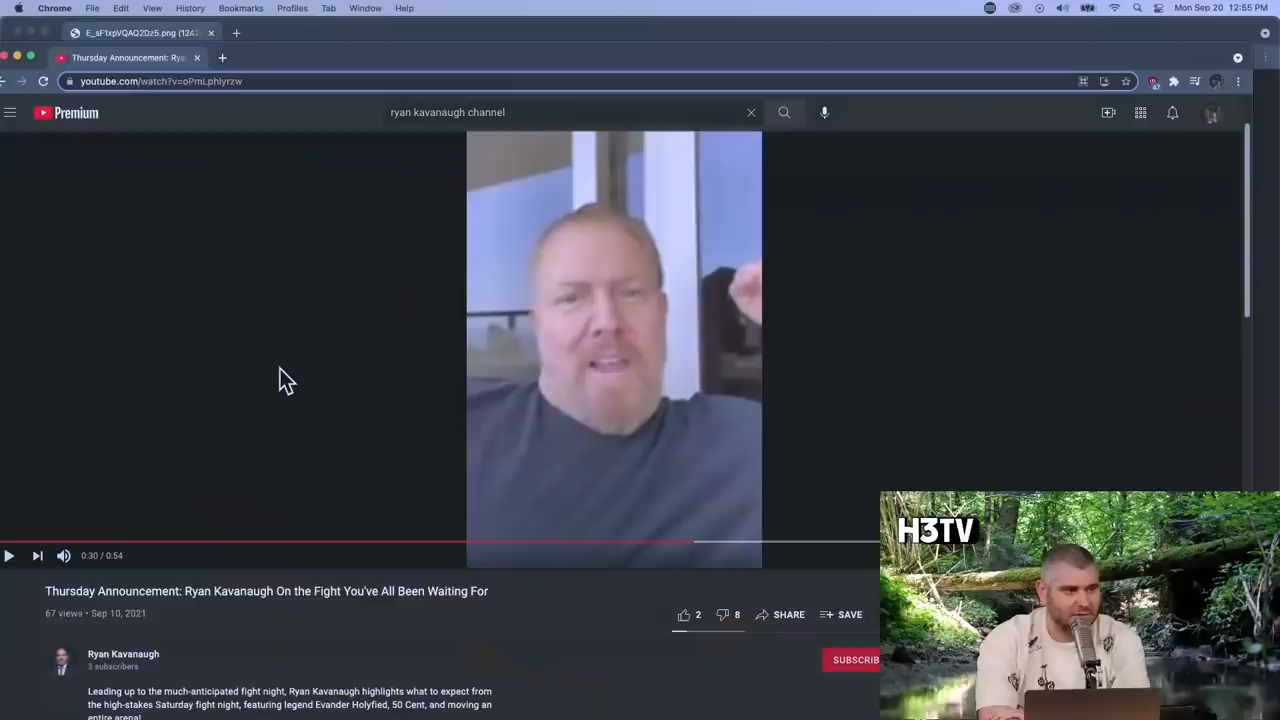 Chrome File Edit View History Bookmarks Profiles Tab Window Help Mon Sep 20 12:55 PM
E_sF1xpVQAQ2Dz5.png (1242
Thursday Announcement: Rya
youtube.com/watch?v=oPmLphlyrzw
Premium ryan kavanaugh channel
H3TV
0:30 / 0:54
Thursday Announcement: Ryan Kavanaugh On the Fight You've All Been Waiting For
67 views • Sep 10, 2021
2 8 SHARE SAVE
Ryan Kavanaugh
3 subscribers
SUBSCRIB
Leading up to the much-anticipated fight night, Ryan Kavanaugh highlights what to expect from
the high-stakes Saturday fight night, featuring legend Evander Holyfied, 50 Cent, and moving an
entire arena!